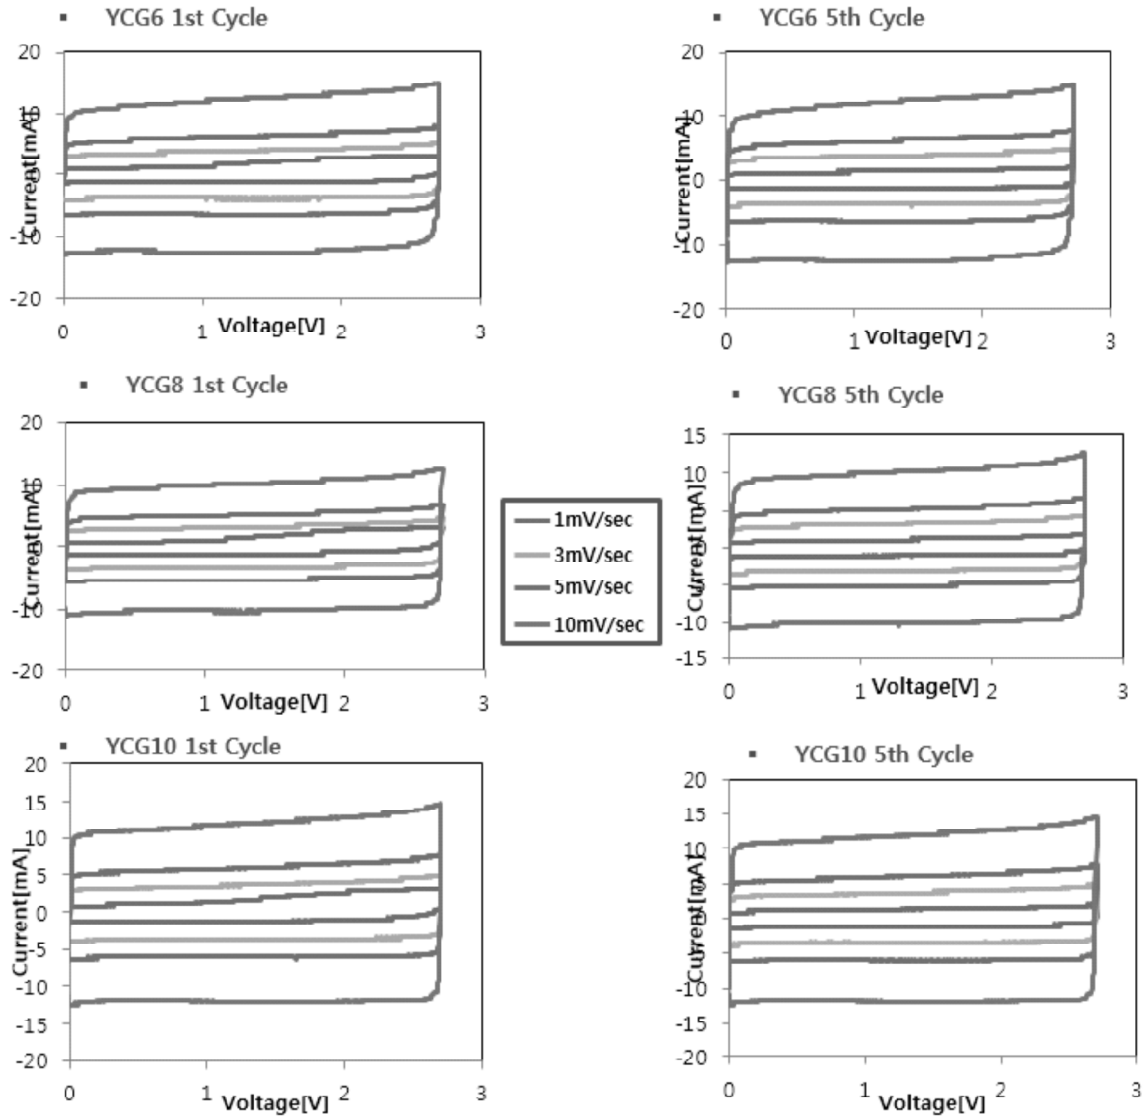 ▪ YCG6 1st Cycle
20
10
0
-10
-20
Current[mA]
0 1 2 3
Voltage[V]
▪ YCG6 5th Cycle
20
10
0
-10
-20
Current[mA]
0 1 2 3
Voltage[V]
▪ YCG8 1st Cycle
20
10
0
-10
-20
Current[mA]
0 1 2 3
Voltage[V]
1mV/sec
3mV/sec
5mV/sec
10mV/sec
▪ YCG8 5th Cycle
15
10
5
0
-5
-10
-15
Current[mA]
0 1 2 3
Voltage[V]
▪ YCG10 1st Cycle
20
15
10
5
0
-5
-10
-15
-20
Current[mA]
0 1 2 3
Voltage[V]
▪ YCG10 5th Cycle
20
15
10
5
0
-5
-10
-15
-20
Current[mA]
0 1 2 3
Voltage[V]